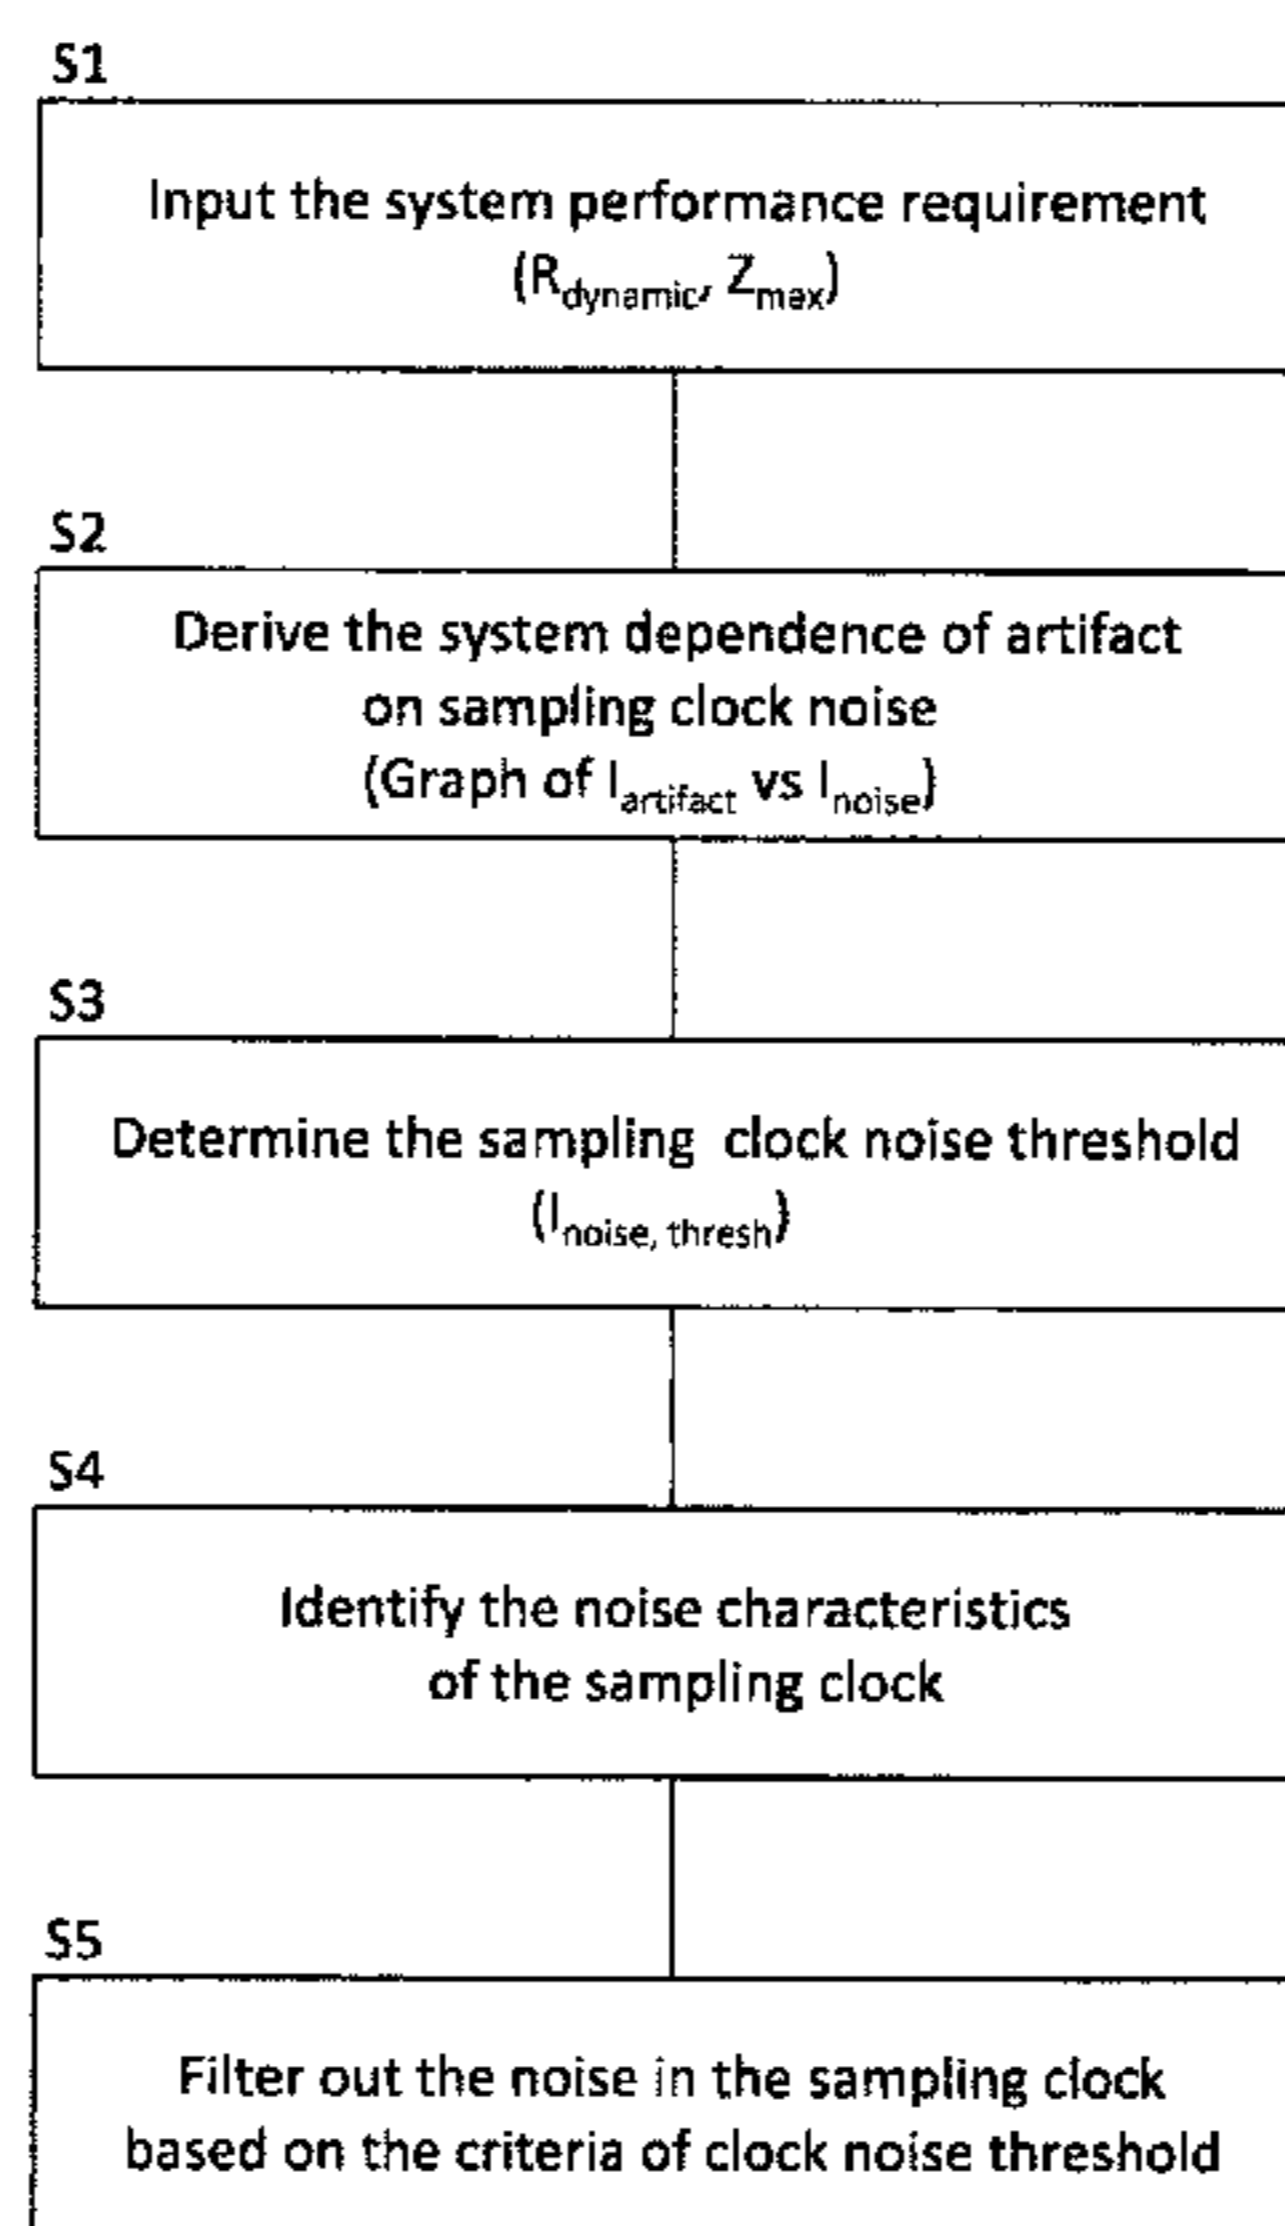 S1
Input the system performance requirement
(Rdynamic, Zmax)
S2
Derive the system dependence of artifact
on sampling clock noise
(Graph of Iartifact vs Inoise)
S3
Determine the sampling clock noise threshold
(Inoise, thresh)
S4
Identify the noise characteristics
of the sampling clock
S5
Filter out the noise in the sampling clock
based on the criteria of clock noise threshold